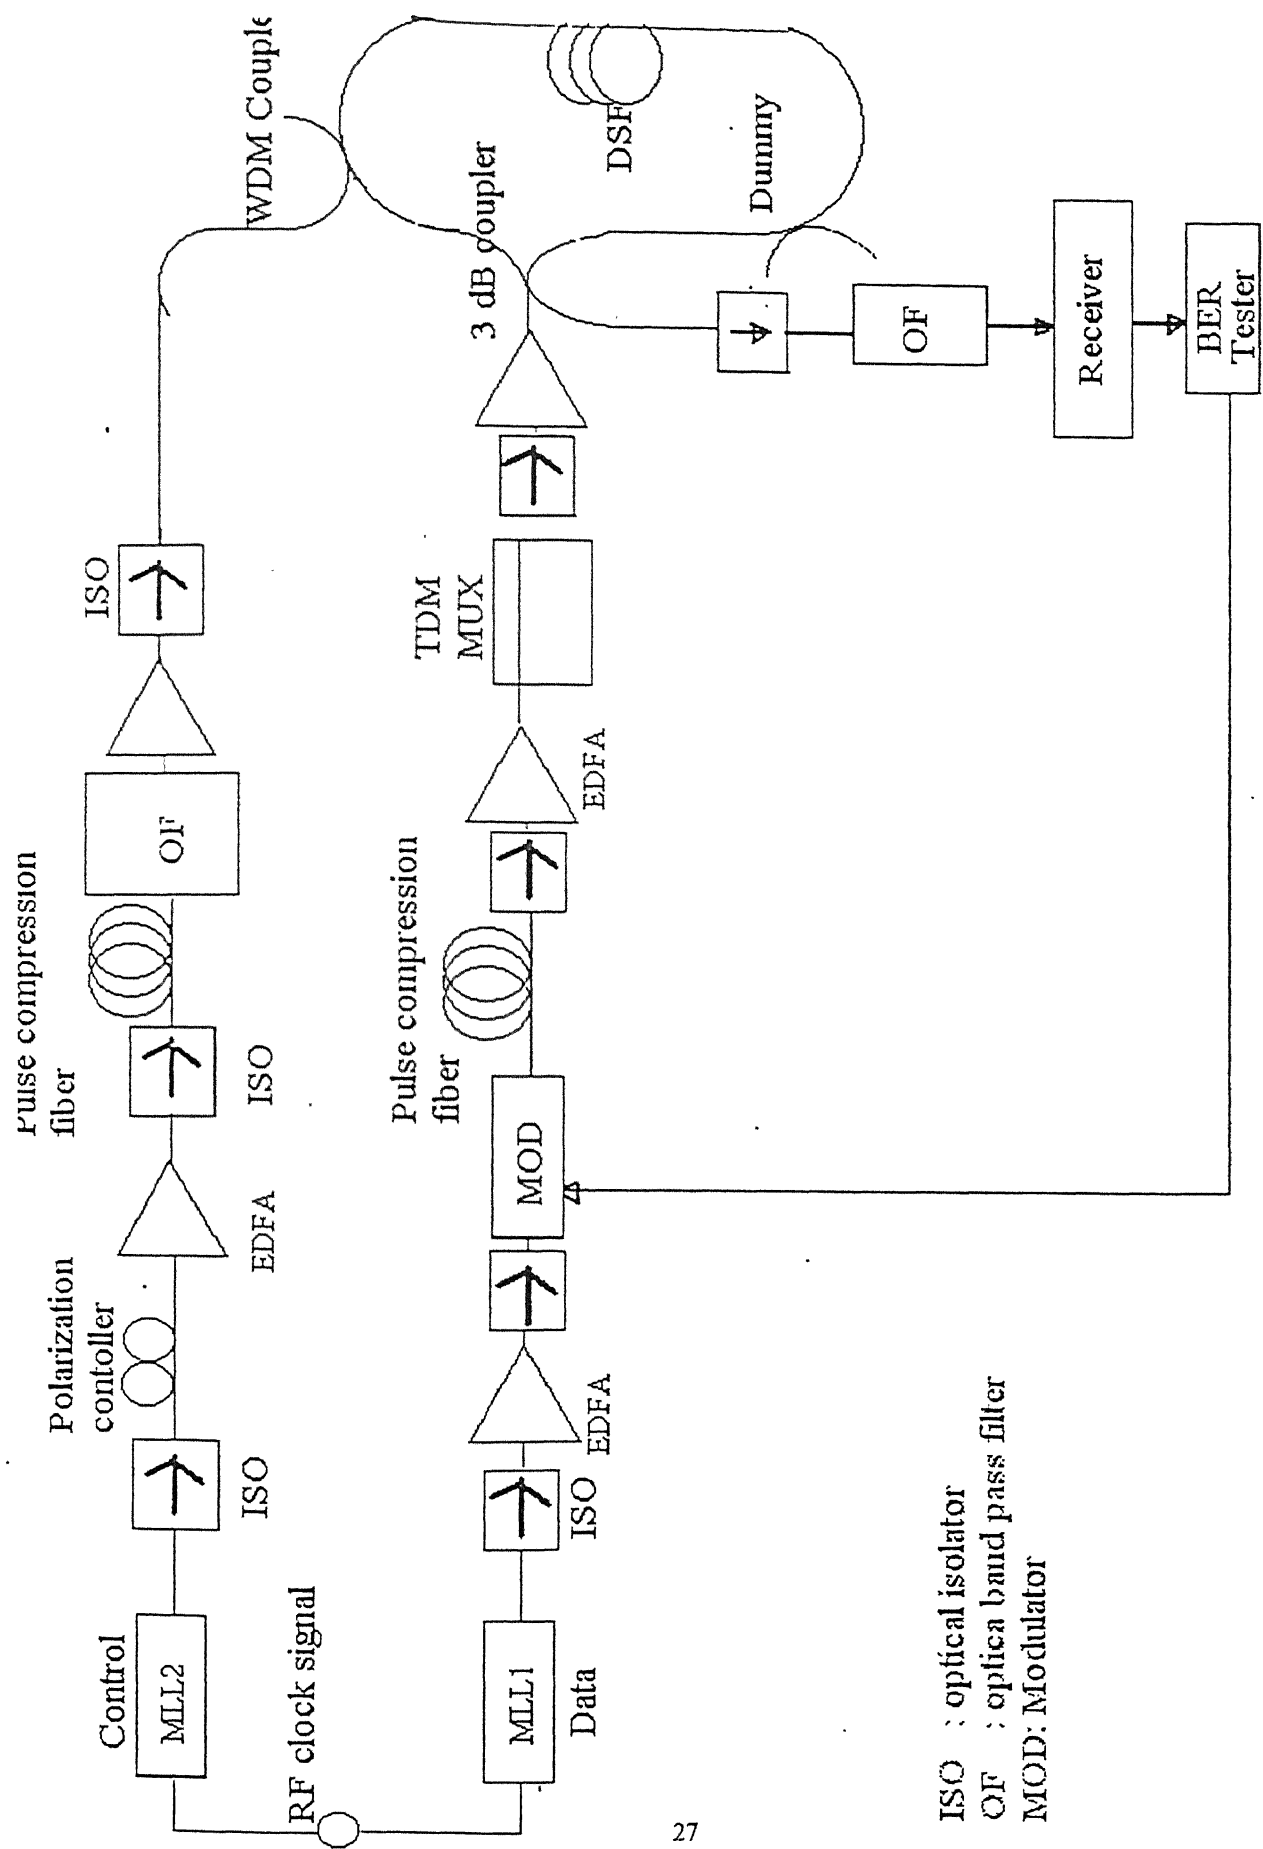 Control
MLL2
ISO
Polarization
contoller
EDFA
ISO
Pulse compression
fiber
OF
ISO
WDM Couple
RF clock signal
MLL1
Data
ISO
EDFA
MOD
Pulse compression
fiber
EDFA
TDM
MUX
3 dB coupler
DSF
Dummy
OF
Receiver
BER
Tester
ISO : optical isolator
OF : optica band pass filter
MOD: Modulator
27